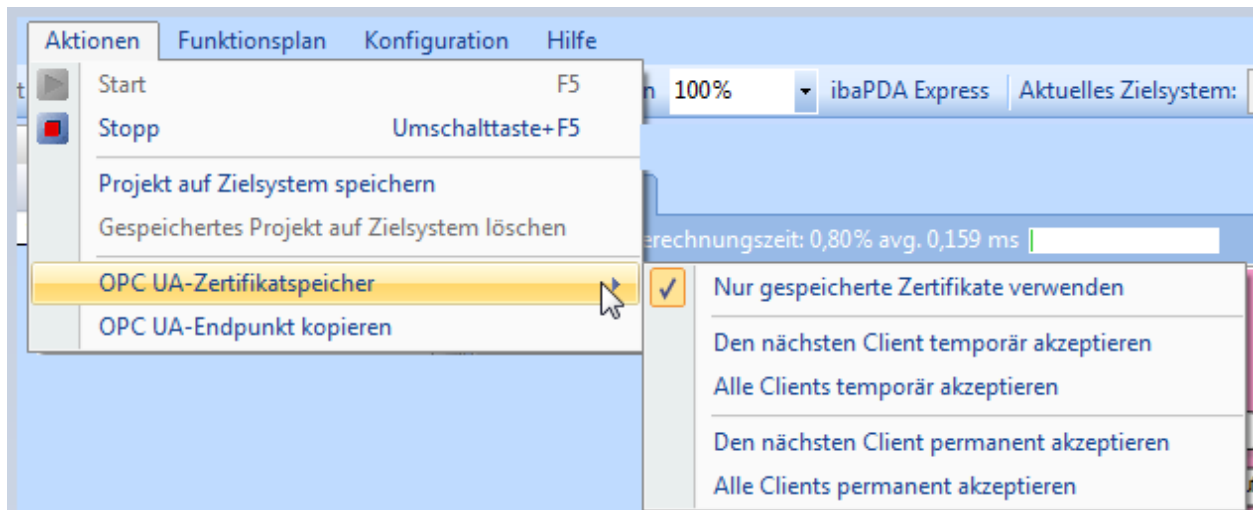 Aktionen Funktionsplan Konfiguration Hilfe
Start F5
100% ibaPDA Express Aktuelles Zielsystem:
Stopp Umschalttaste+F5
Projekt auf Zielsystem speichern
Gespeichertes Projekt auf Zielsystem löschen
erechnungszeit: 0,80% avg. 0,159 ms
OPC UA-Zertifikatspeicher
OPC UA-Endpunkt kopieren
Nur gespeicherte Zertifikate verwenden
Den nächsten Client temporär akzeptieren
Alle Clients temporär akzeptieren
Den nächsten Client permanent akzeptieren
Alle Clients permanent akzeptieren